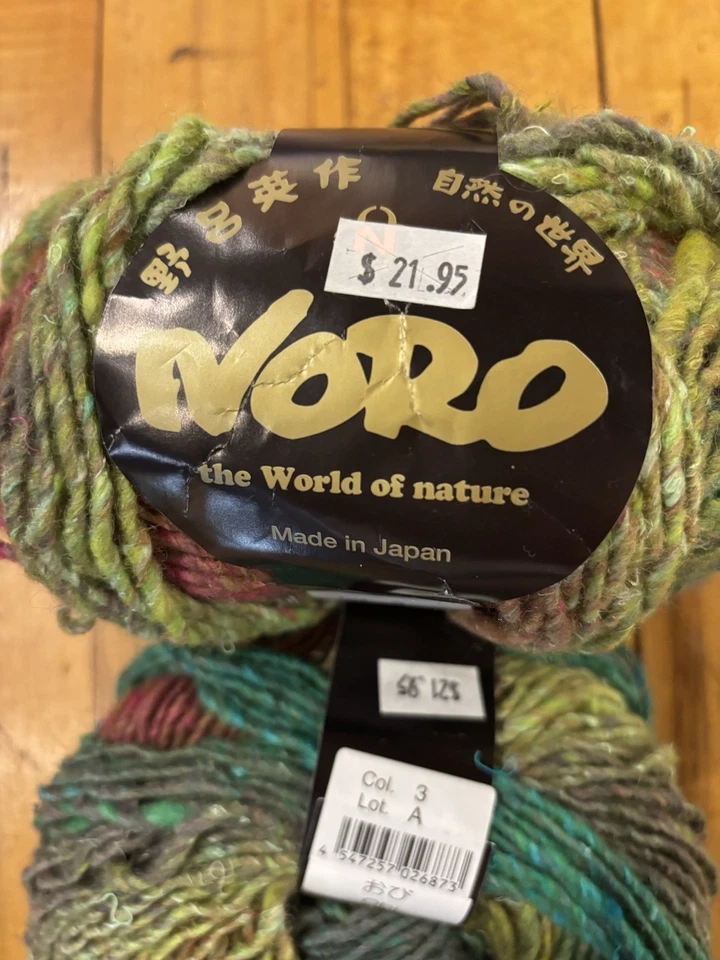 野呂英作 自然の世界
N
$ 21.95
NORO
the World of nature
Made in Japan
$21.95
Col. 3
Lot. A
4 547257 026873
おび